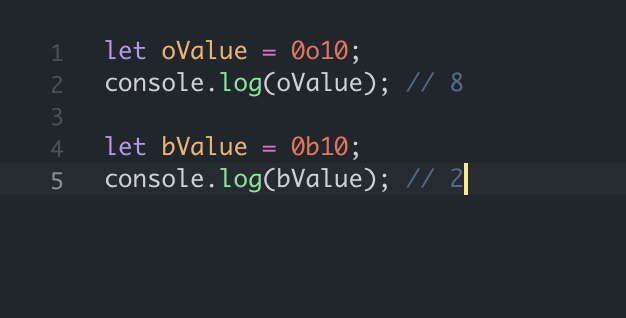 1 let oValue = 0o10;
2 console.log(oValue); // 8
3
4 let bValue = 0b10;
5 console.log(bValue); // 2